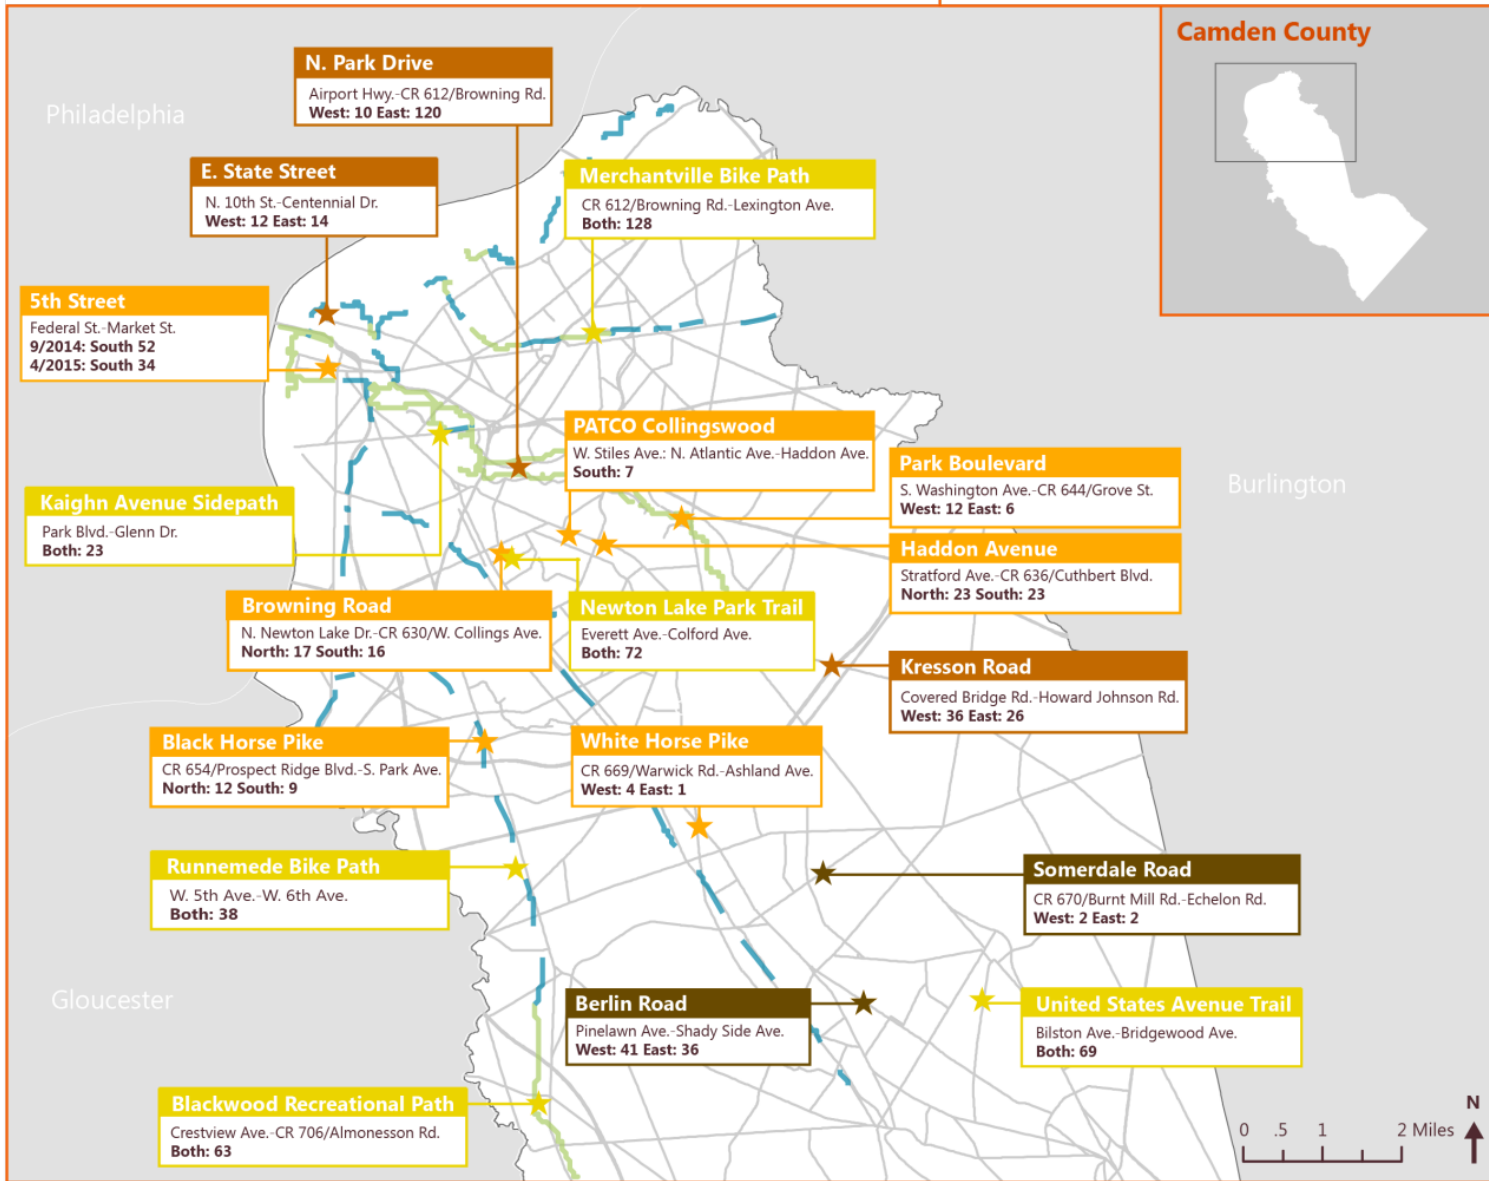 Camden County
N. Park Drive
Airport Hwy.-CR 612/Browning Rd.
West: 10 East: 120
Philadelphia
E. State Street
N. 10th St.-Centennial Dr.
West: 12 East: 14
Merchantville Bike Path
CR 612/Browning Rd.-Lexington Ave.
Both: 128
5th Street
Federal St.-Market St.
9/2014: South 52
4/2015: South 34
PATCO Collingswood
W. Stiles Ave.: N. Atlantic Ave.-Haddon Ave.
South: 7
Park Boulevard
S. Washington Ave.-CR 644/Grove St.
West: 12 East: 6
Burlington
Kaighn Avenue Sidepath
Park Blvd.-Glenn Dr.
Both: 23
Haddon Avenue
Stratford Ave.-CR 636/Cuthbert Blvd.
North: 23 South: 23
Browning Road
N. Newton Lake Dr.-CR 630/W. Collings Ave.
North: 17 South: 16
Newton Lake Park Trail
Everett Ave.-Colford Ave.
Both: 72
Kresson Road
Covered Bridge Rd.-Howard Johnson Rd.
West: 36 East: 26
Black Horse Pike
CR 654/Prospect Ridge Blvd.-S. Park Ave.
North: 12 South: 9
White Horse Pike
CR 669/Warwick Rd.-Ashland Ave.
West: 4 East: 1
Runnemede Bike Path
W. 5th Ave.-W. 6th Ave.
Both: 38
Somerdale Road
CR 670/Burnt Mill Rd.-Echelon Rd.
West: 2 East: 2
Gloucester
Berlin Road
Pinelawn Ave.-Shady Side Ave.
West: 41 East: 36
United States Avenue Trail
Bilston Ave.-Bridgewood Ave.
Both: 69
Blackwood Recreational Path
Crestview Ave.-CR 706/Almonesson Rd.
Both: 63
N
0 .5 1 2 Miles